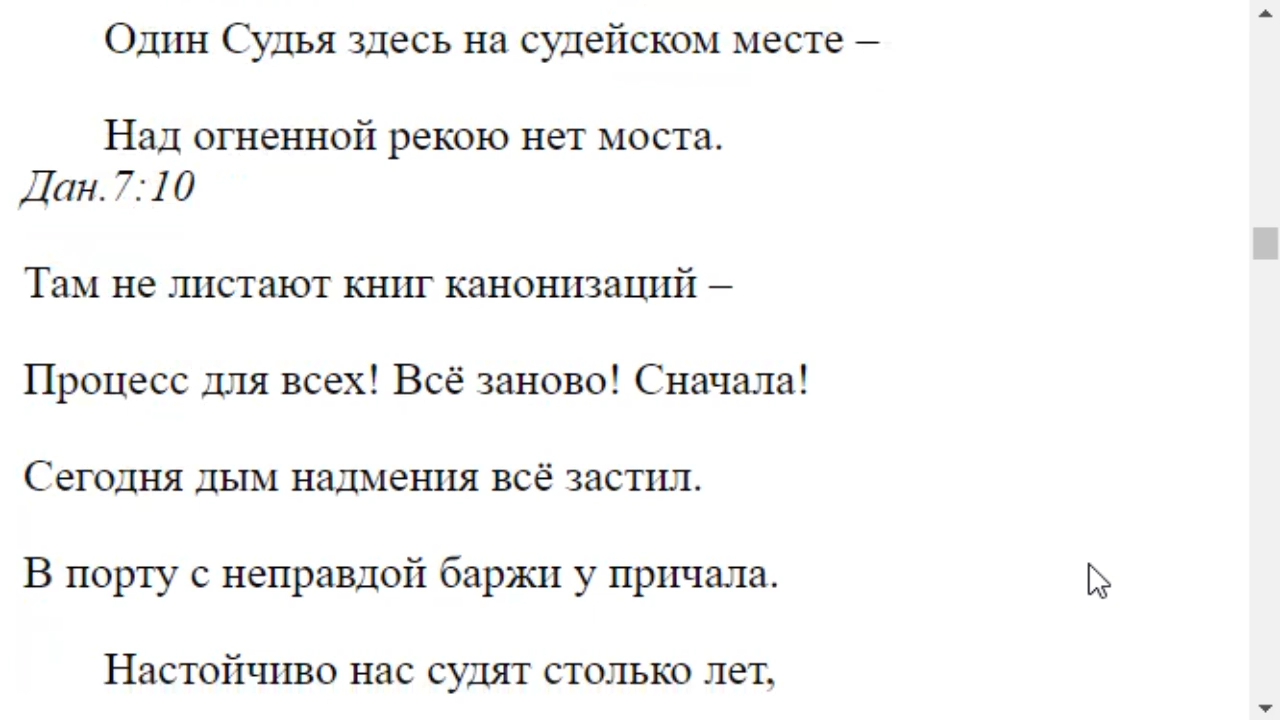 Один Судья здесь на судейском месте –
Над огненной рекою нет моста.
Дан.7:10
Там не листают книг канонизаций –
Процесс для всех! Всё заново! Сначала!
Сегодня дым надмения всё застил.
В порту с неправдой баржи у причала.
Настойчиво нас судят столько лет,